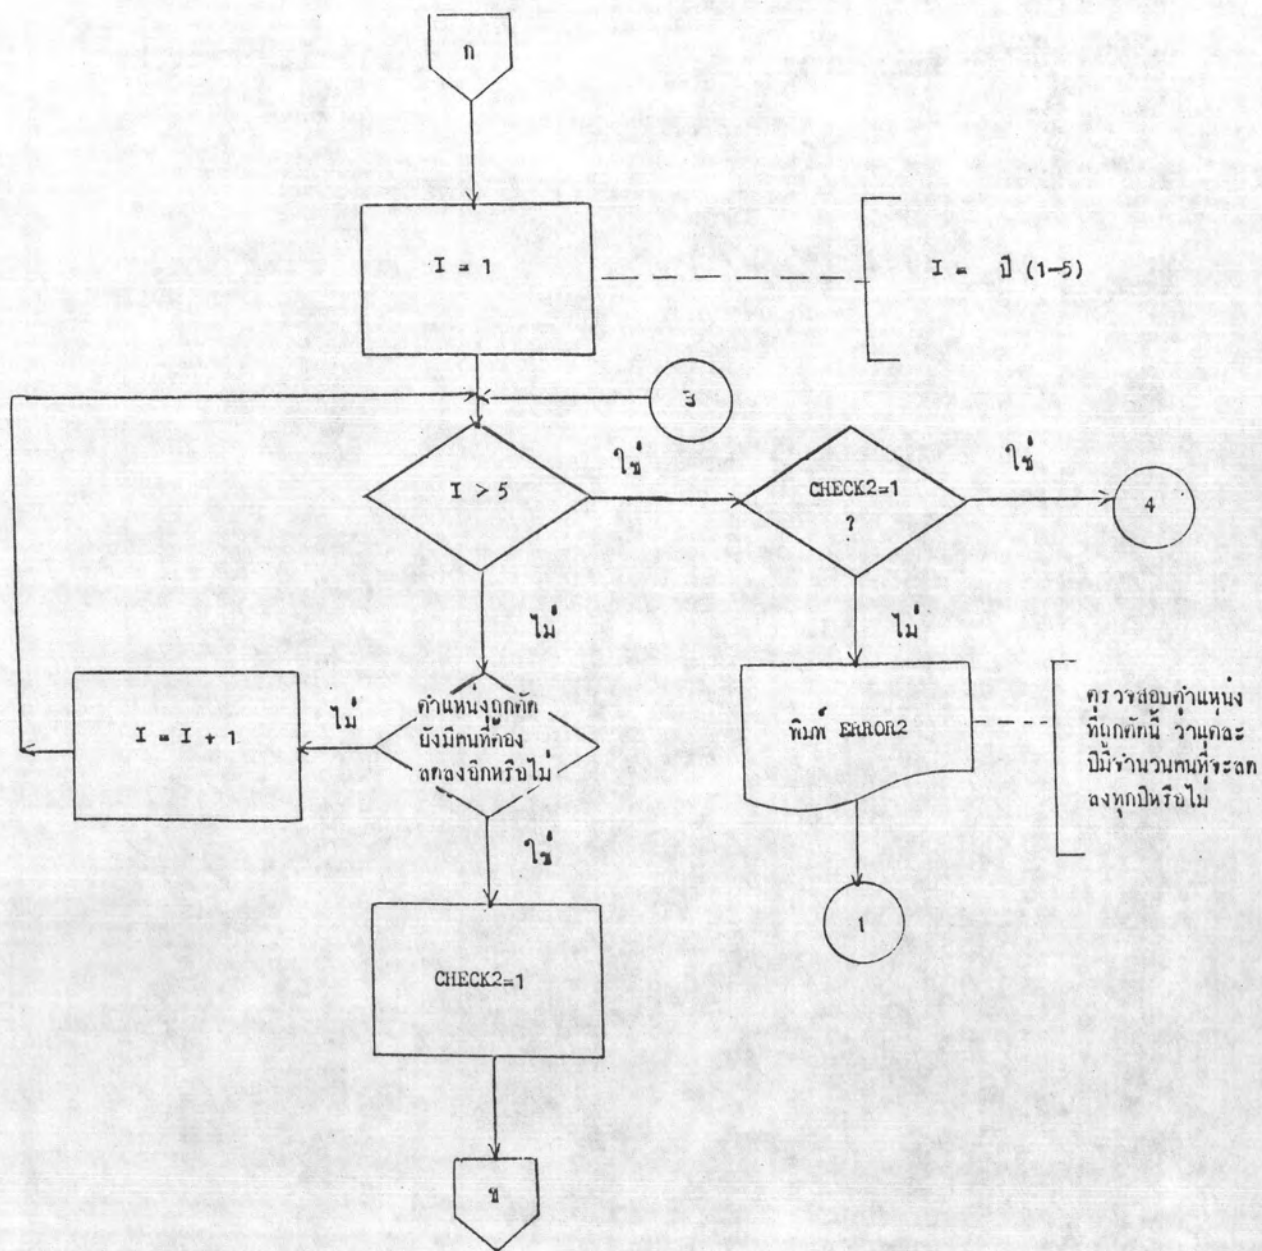 ก
I = 1
I = ปี (1-5)
3
I > 5
ใช่
CHECK2=1
?
ใช่
4
ไม่
ไม่
I = I + 1
ไม่
ตำแหน่งถูกตัด
ยังมีคนที่ต้อง
ลดลงอีกหรือไม่
พิมพ์ ERROR2
ตรวจสอบตำแหน่ง
ที่ถูกตัดนี้ ว่าแต่ละ
ปีมีจำนวนคนที่จะลด
ลงทุกปีหรือไม่
ใช่
CHECK2=1
1
ข